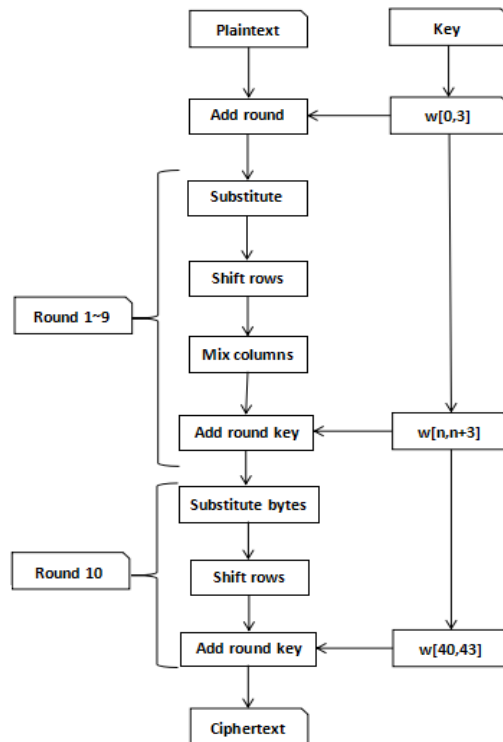 Plaintext
Key
Add round
w[0,3]
Substitute
Shift rows
Round 1~9
Mix columns
Add round key
w[n,n+3]
Substitute bytes
Round 10
Shift rows
Add round key
w[40,43]
Ciphertext